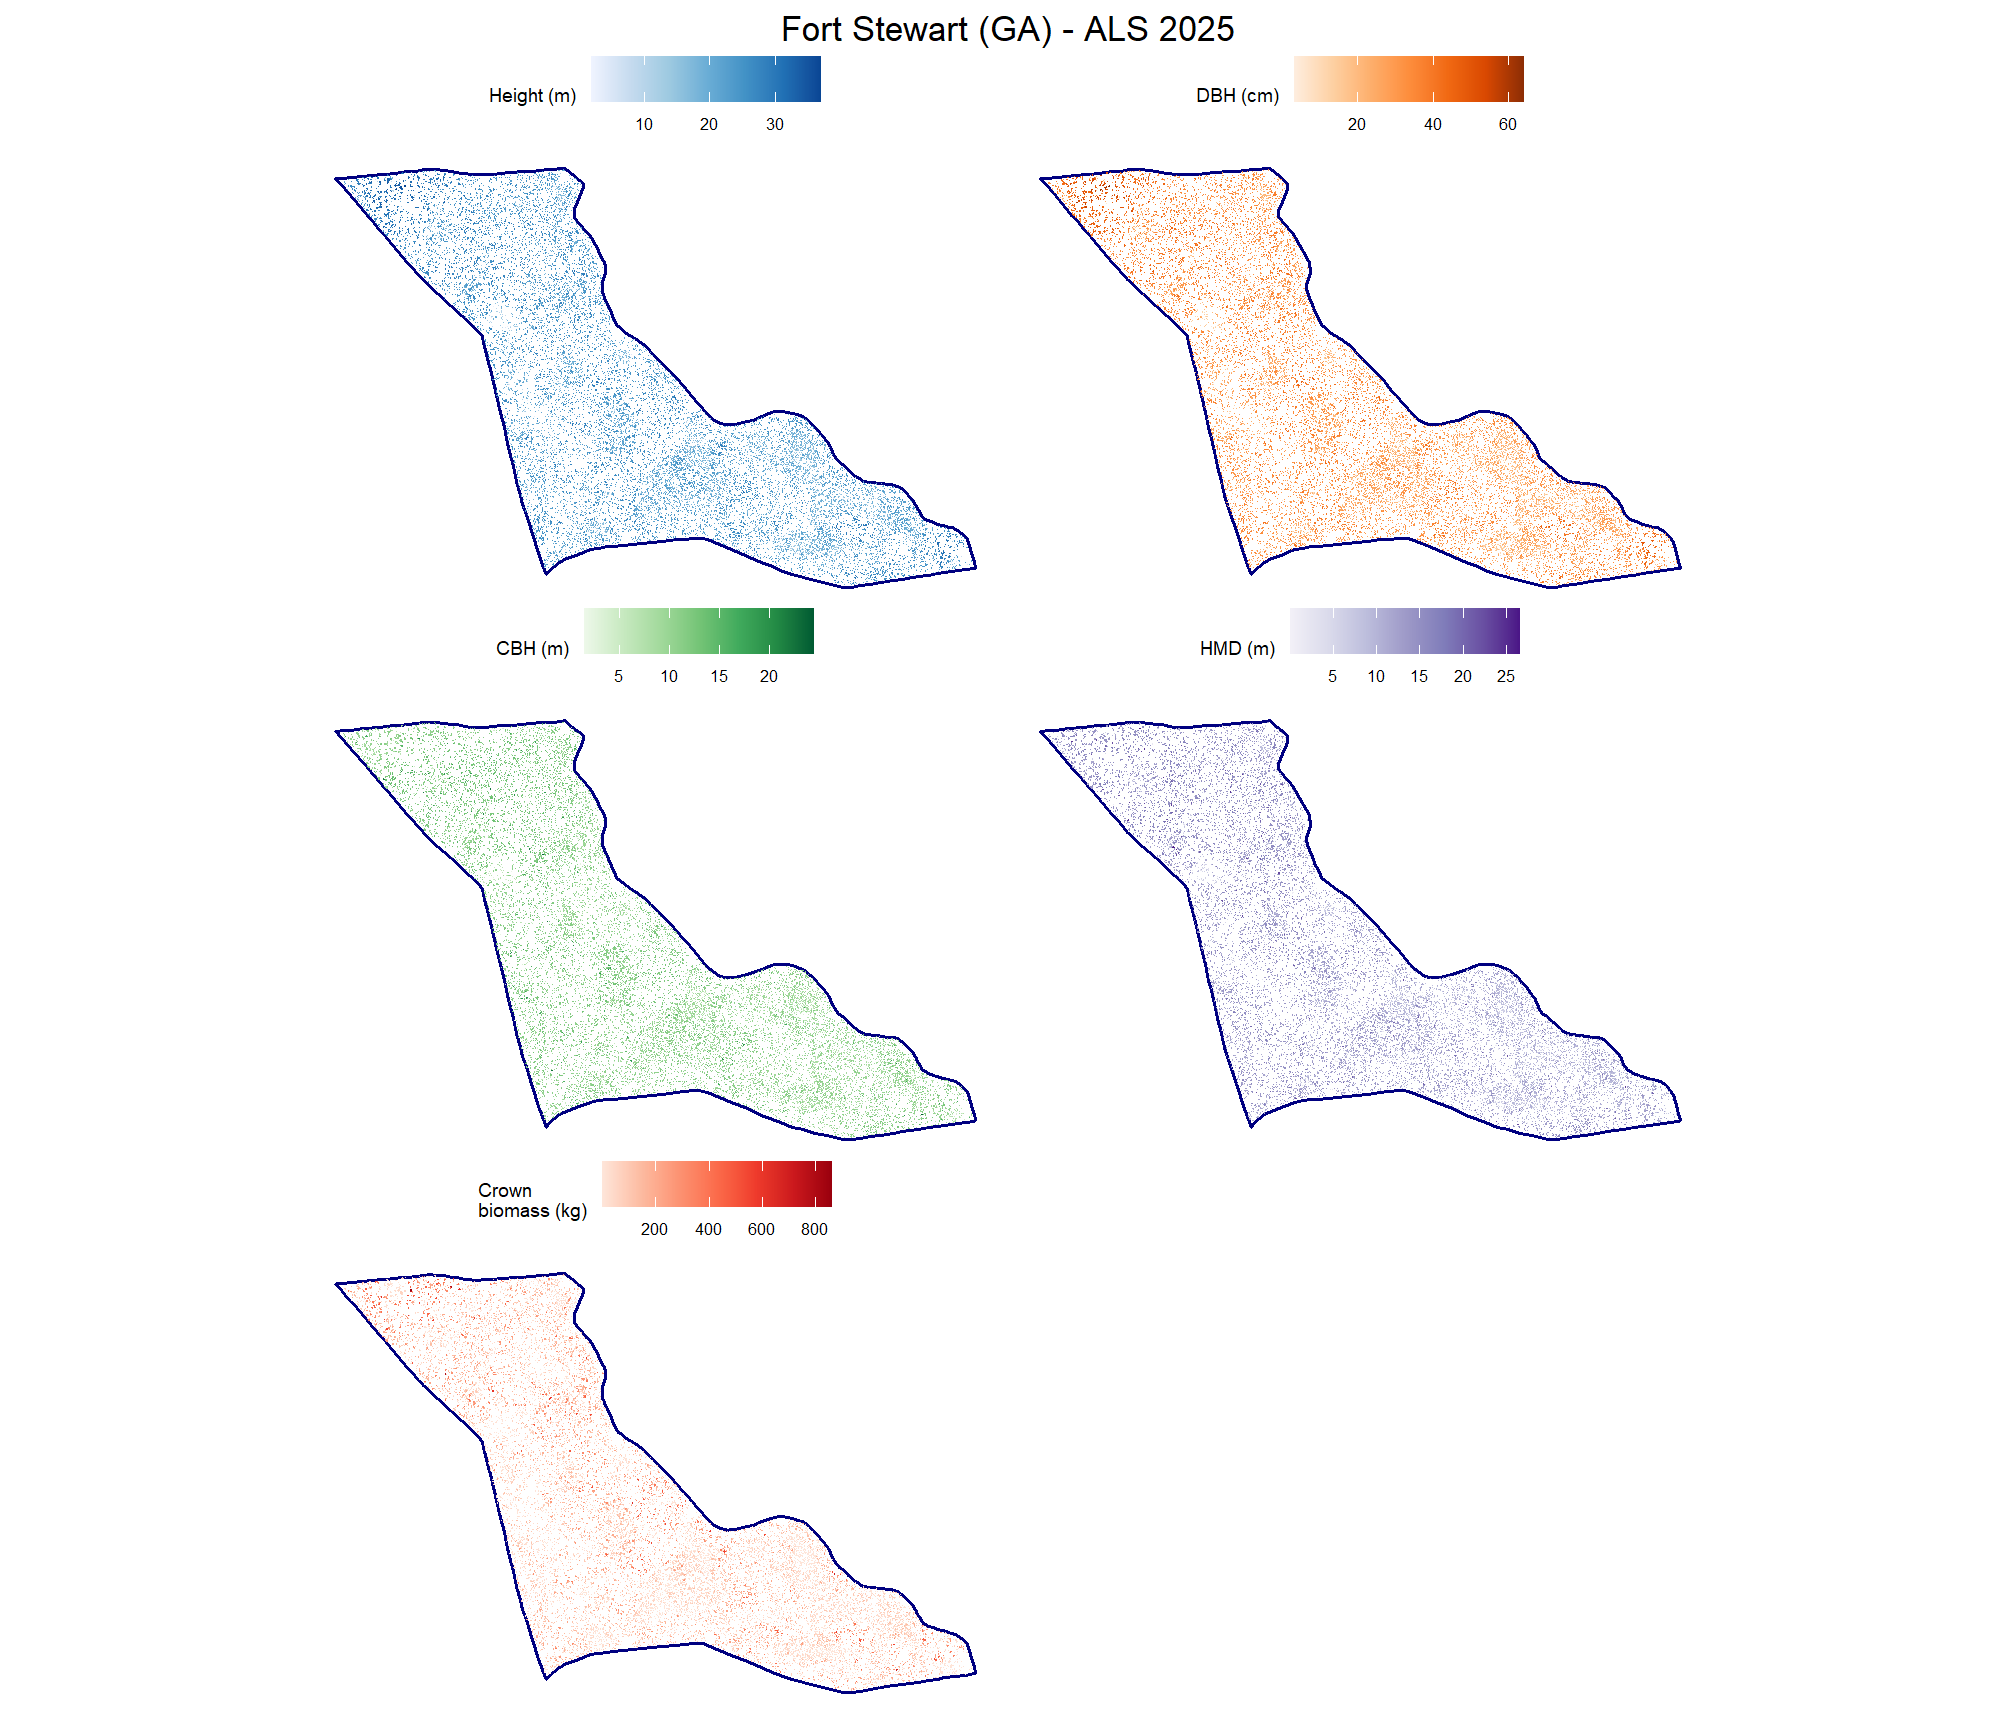 Fort Stewart (GA) - ALS 2025
Height (m)
10 20 30
DBH (cm)
20 40 60
CBH (m)
5 10 15 20
HMD (m)
5 10 15 20 25
Crown
biomass (kg)
200 400 600 800